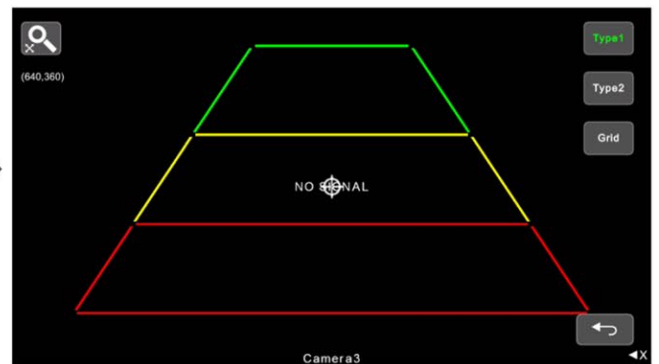 (640,360)
Type1
Type2
Grid
NO SIGNAL
Camera3
X